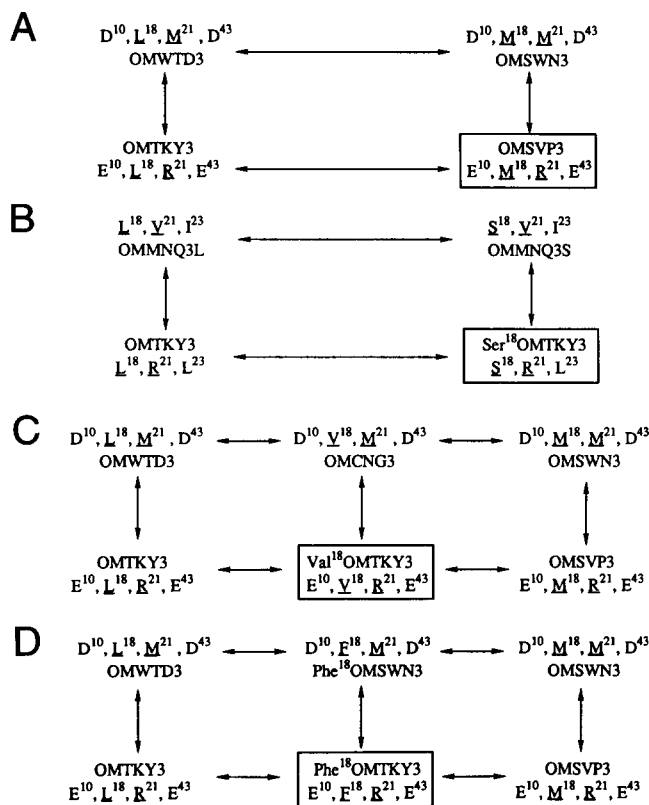 A
D¹⁰, L¹⁸, M²¹, D⁴³ D¹⁰, M¹⁸, M²¹, D⁴³
OMWTD3 OMSWN3
OMTKY3 OMSVP3
E¹⁰, L¹⁸, R²¹, E⁴³ E¹⁰, M¹⁸, R²¹, E⁴³
B
L¹⁸, V²¹, I²³ S¹⁸, V²¹, I²³
OMMNQ3L OMMNQ3S
OMTKY3 Ser¹⁸OMTKY3
L¹⁸, R²¹, L²³ S¹⁸, R²¹, L²³
C
D¹⁰, L¹⁸, M²¹, D⁴³ D¹⁰, V¹⁸, M²¹, D⁴³ D¹⁰, M¹⁸, M²¹, D⁴³
OMWTD3 OMCNG3 OMSWN3
OMTKY3 Val¹⁸OMTKY3 OMSVP3
E¹⁰, L¹⁸, R²¹, E⁴³ E¹⁰, V¹⁸, R²¹, E⁴³ E¹⁰, M¹⁸, R²¹, E⁴³
D
D¹⁰, L¹⁸, M²¹, D⁴³ D¹⁰, F¹⁸, M²¹, D⁴³ D¹⁰, M¹⁸, M²¹, D⁴³
OMWTD3 Phe¹⁸OMSWN3 OMSWN3
OMTKY3 Phe¹⁸OMTKY3 OMSVP3
E¹⁰, L¹⁸, R²¹, E⁴³ E¹⁰, F¹⁸, R²¹, E⁴³ E¹⁰, M¹⁸, R²¹, E⁴³